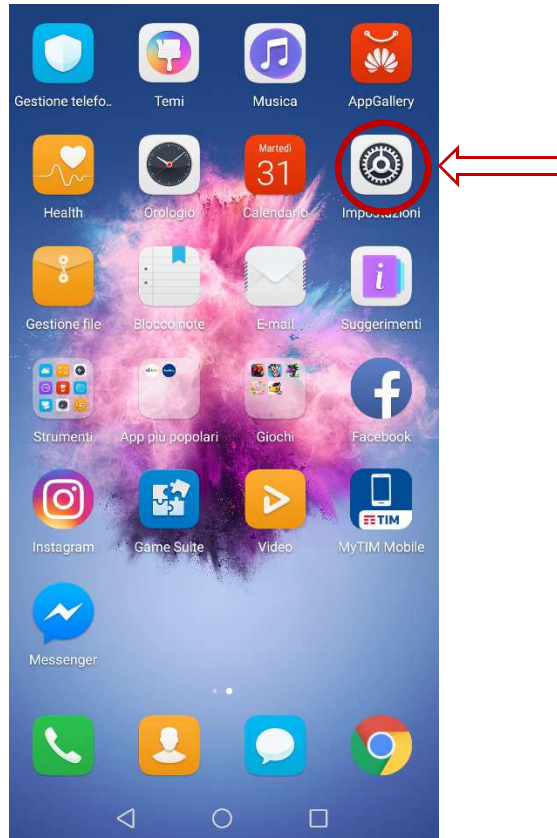 Gestione telefo..
Temi
Musica
AppGallery
Health
Orologio
Martedì
31
Calendario
Impostazioni
Gestione file
Blocco note
E-mail
i
Suggerimenti
Strumenti
App più popolari
Giochi
Facebook
Instagram
Game Suite
Video
TIM
MyTIM Mobile
Messenger